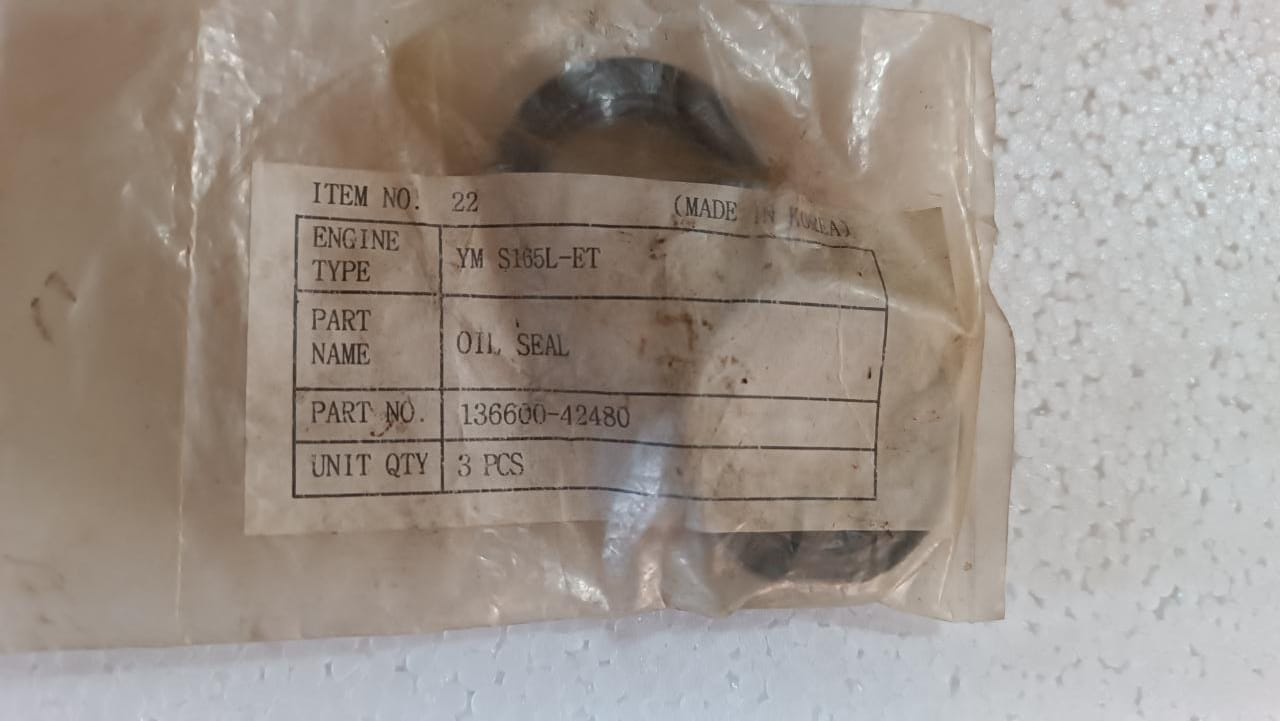 ITEM NO. 22 (MADE IN KOREA)
ENGINE TYPE YM S165L-ET
PART NAME OIL SEAL
PART NO. 136600-42480
UNIT QTY 3 PCS